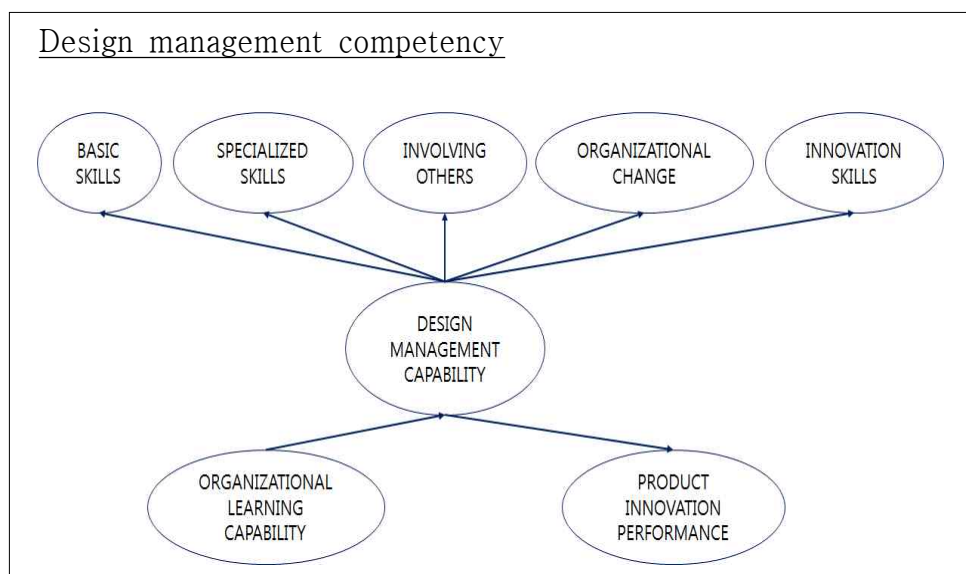 Design management competency
BASIC
SKILLS
SPECIALIZED
SKILLS
INVOLVING
OTHERS
ORGANIZATIONAL
CHANGE
INNOVATION
SKILLS
DESIGN
MANAGEMENT
CAPABILITY
ORGANIZATIONAL
LEARNING
CAPABILITY
PRODUCT
INNOVATION
PERFORMANCE